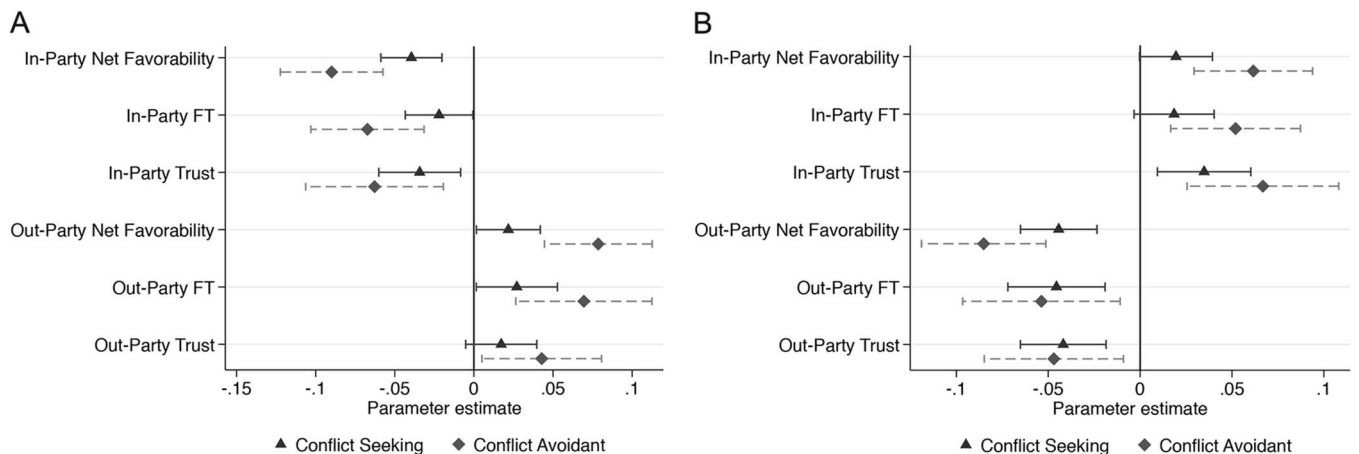 A
In-Party Net Favorability
In-Party FT
In-Party Trust
Out-Party Net Favorability
Out-Party FT
Out-Party Trust
-.15 -.1 -.05 0 .05 .1
Parameter estimate
Conflict Seeking Conflict Avoidant
B
In-Party Net Favorability
In-Party FT
In-Party Trust
Out-Party Net Favorability
Out-Party FT
Out-Party Trust
-.1 -.05 0 .05 .1
Parameter estimate
Conflict Seeking Conflict Avoidant